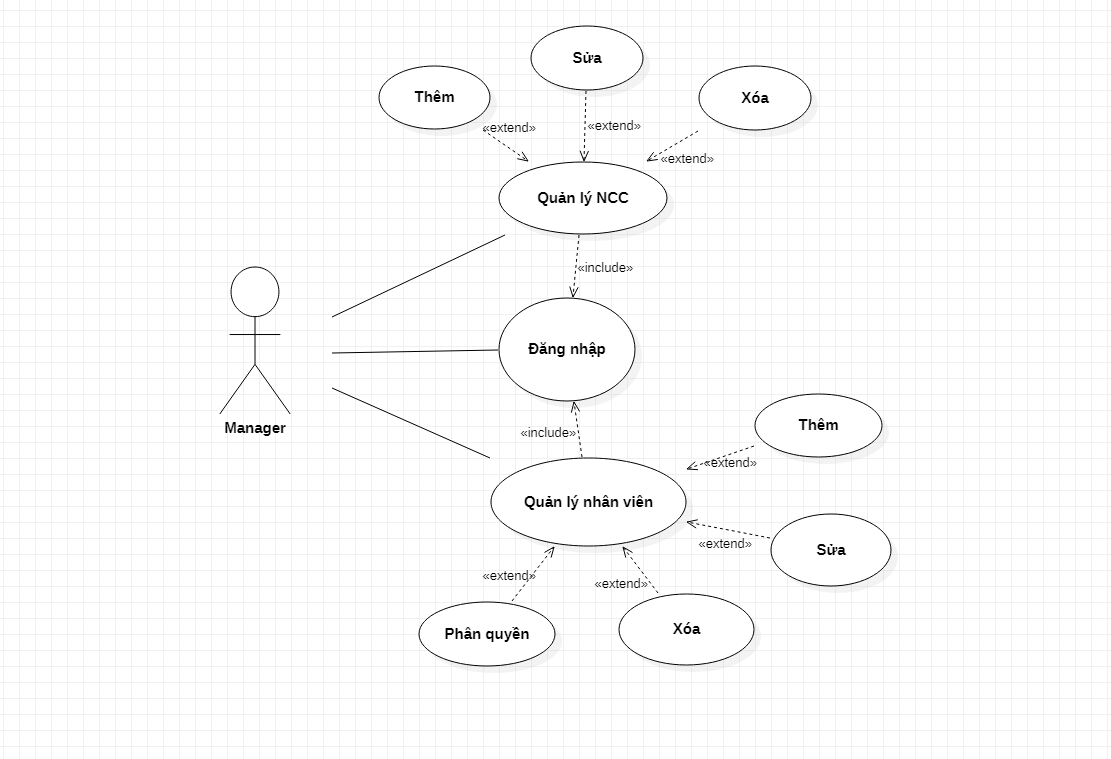 Sửa
Thêm
Xóa
«extend»
«extend»
«extend»
Quản lý NCC
«include»
Đăng nhập
Manager
«include»
Thêm
«extend»
Quản lý nhân viên
«extend»
Sửa
«extend»
«extend»
Phân quyền
Xóa